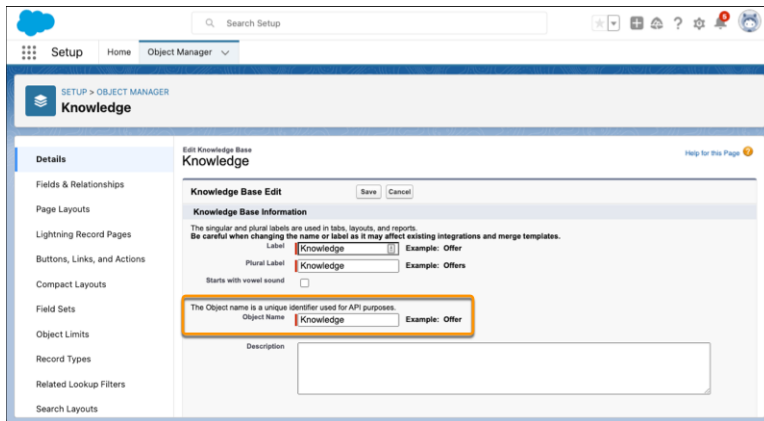 Search Setup
8
Setup
Home
Object Manager
SETUP > OBJECT MANAGER
Knowledge
Details
Fields & Relationships
Page Layouts
Lightning Record Pages
Buttons, Links, and Actions
Compact Layouts
Field Sets
Object Limits
Record Types
Related Lookup Filters
Search Layouts
Edit Knowledge Base
Knowledge
Help for this Page
Knowledge Base Edit
Save
Cancel
Knowledge Base Information
The singular and plural labels are used in tabs, layouts, and reports.
Be careful when changing the name or label as it may affect existing integrations and merge templates.
Label Knowledge Example: Offer
Plural Label Knowledge Example: Offers
Starts with vowel sound
The Object name is a unique identifier used for API purposes.
Object Name Knowledge Example: Offer
Description